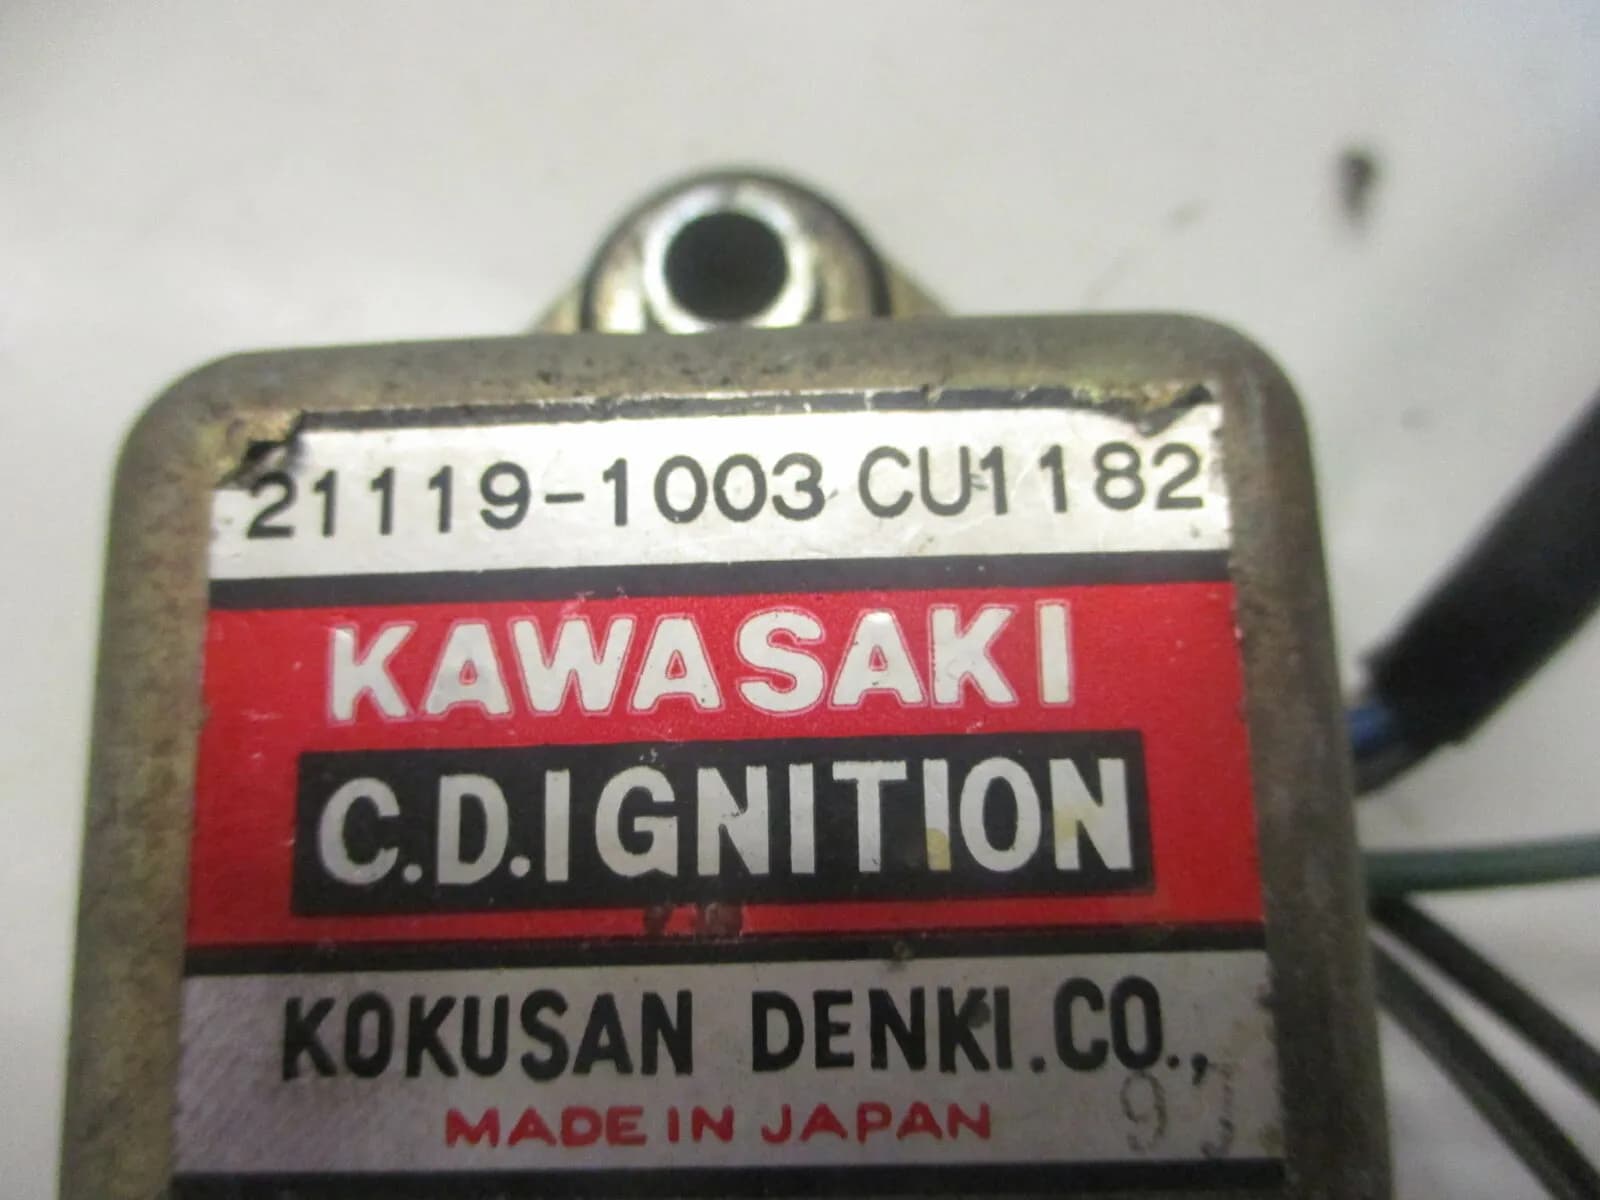 21119-1003 CU1182
KAWASAKI
C.D.IGNITION
KOKUSAN DENKI.CO.,
MADE IN JAPAN